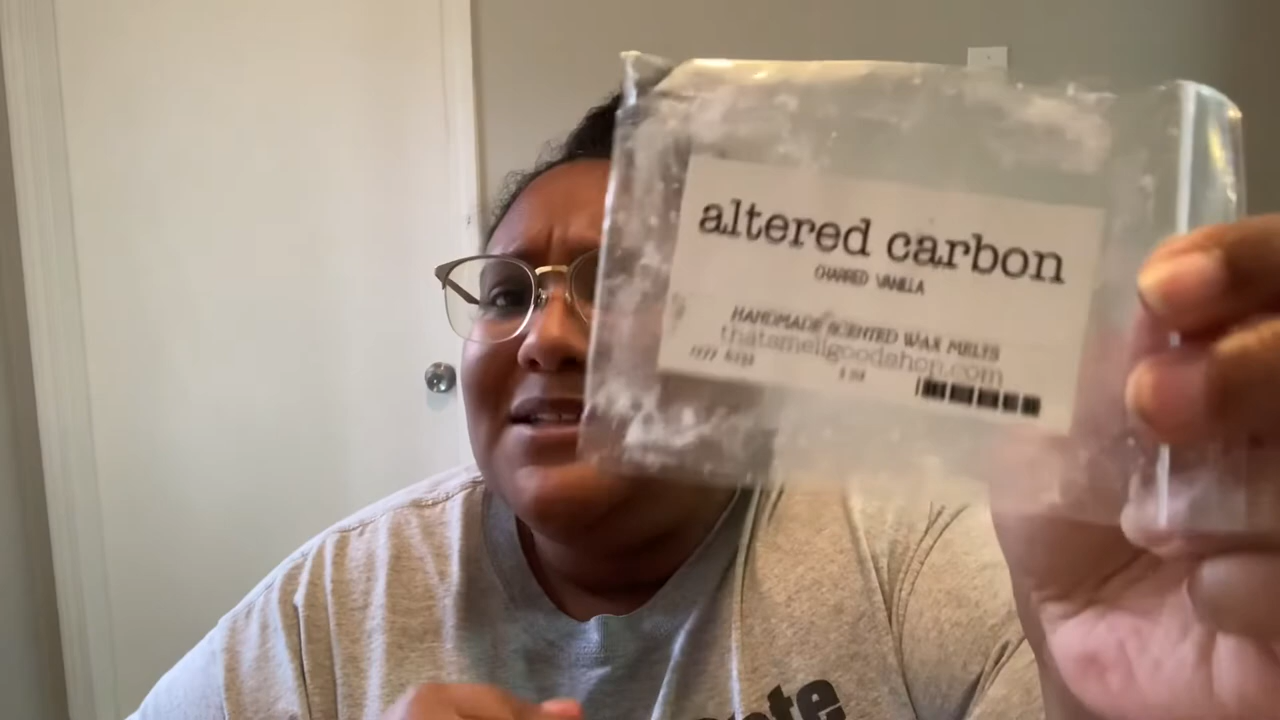 altered carbon
CHARRED VANILLA
HANDMADE SCENTED WAX MELTS
thatsmellgoodshop.com